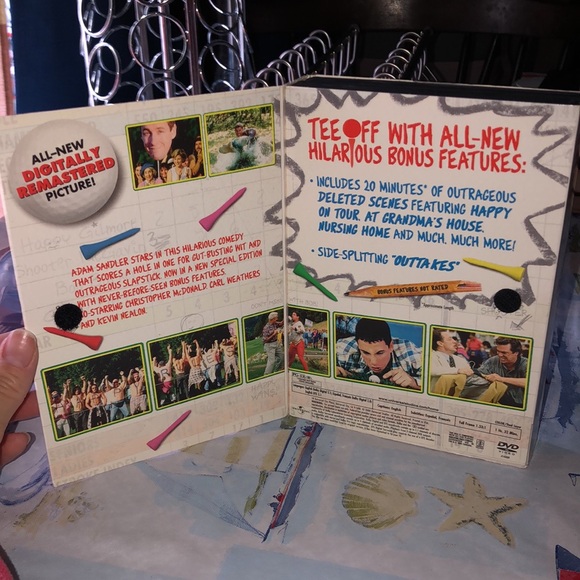 ALL-NEW
DIGITALLY
REMASTERED
PICTURE!
ADAM SANDLER STARS IN THIS HILARIOUS COMEDY
THAT SCORES A HOLE IN ONE FOR GUT-BUSTING WIT AND
OUTRAGEOUS SLAPSTICK. NOW IN A NEW SPECIAL EDITION
WITH NEVER-BEFORE-SEEN BONUS FEATURES.
CO-STARRING CHRISTOPHER McDONALD, CARL WEATHERS
AND KEVIN NEALON.
TEE OFF WITH ALL-NEW
HILARIOUS BONUS FEATURES:
• INCLUDES 20 MINUTES* OF OUTRAGEOUS
DELETED SCENES FEATURING HAPPY
ON TOUR, AT GRANDMA'S HOUSE,
NURSING HOME AND MUCH, MUCH MORE!
• SIDE-SPLITTING "OUTTAKES"
BONUS FEATURES NOT RATED
DVD